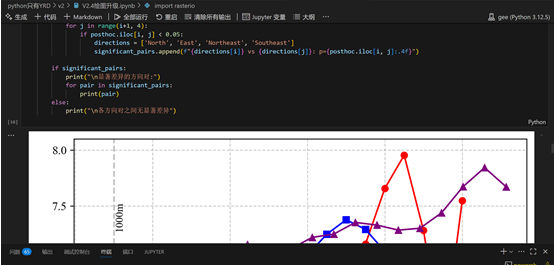 python只有YRD > v2 > V2.4绘图升级.ipynb > import rasterio
生成 + 代码 + Markdown | 全部运行 重启 清除所有输出 | Jupyter 变量 大纲 ... gee (Python 3.12.5)
for j in range(i+1, 4):
if posthoc.iloc[i, j] < 0.05:
directions = ['North', 'East', 'Northeast', 'Southeast']
significant_pairs.append(f"{directions[i]} vs {directions[j]}: p={posthoc.iloc[i, j]:.4f}")
if significant_pairs:
print("\n显著差异的方向对:")
for pair in significant_pairs:
print(pair)
else:
print("\n各方向对之间无显著差异")
Python
8.0
7.5
1000m
问题 输出 调试控制台 终端 端口 JUPYTER